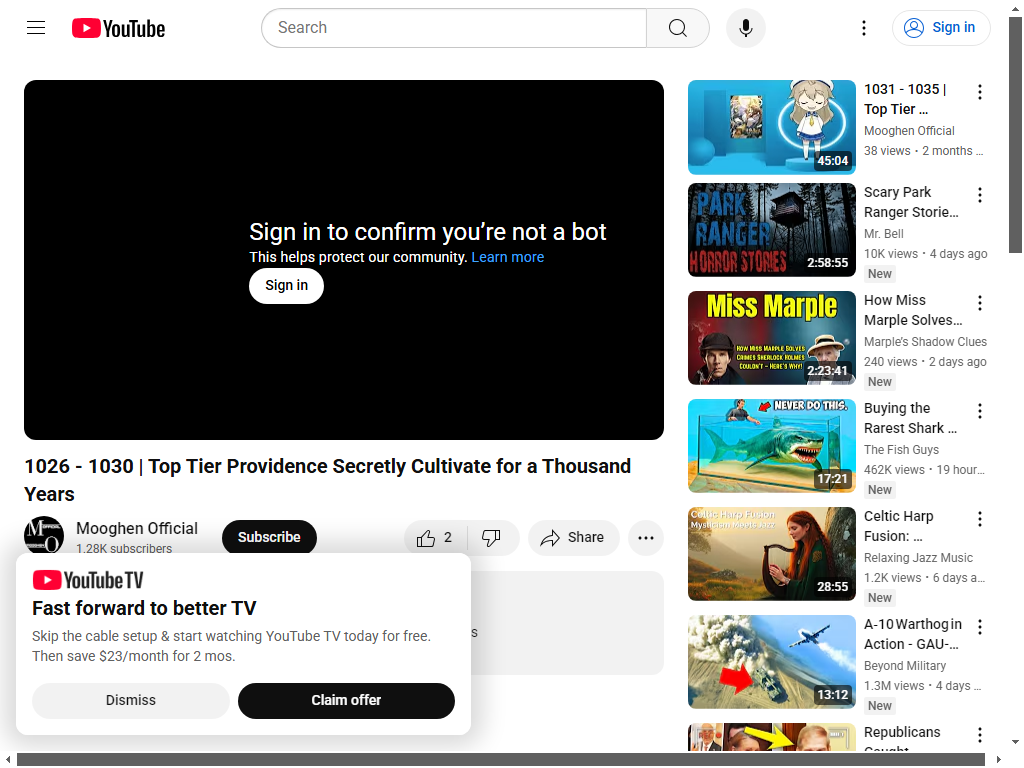 YouTube
Search
Sign in
Sign in to confirm you're not a bot
This helps protect our community. Learn more
Sign in
1026 - 1030 | Top Tier Providence Secretly Cultivate for a Thousand
Years
Mooghen Official
1.28K subscribers
Subscribe
2
Share
s
YouTube TV
Fast forward to better TV
Skip the cable setup & start watching YouTube TV today for free.
Then save $23/month for 2 mos.
Dismiss
Claim offer
45:04
1031 - 1035 |
Top Tier ...
Mooghen Official
38 views • 2 months ...
PARK
RANGER
HORROR STORIES
2:58:55
Scary Park
Ranger Storie...
Mr. Bell
10K views • 4 days ago
New
Miss Marple
How Miss Marple Solves
Crimes Sherlock Holmes
Couldn't – Here's Why!
2:23:41
How Miss
Marple Solves...
Marple's Shadow Clues
240 views • 2 days ago
New
NEVER DO THIS.
17:21
Buying the
Rarest Shark ...
The Fish Guys
462K views • 19 hour...
New
Celtic Harp Fusion
Mysticism Meets Jazz
28:55
Celtic Harp
Fusion: ...
Relaxing Jazz Music
1.2K views • 6 days a...
New
13:12
A-10 Warthog in
Action - GAU-...
Beyond Military
1.3M views • 4 days ...
New
Republicans